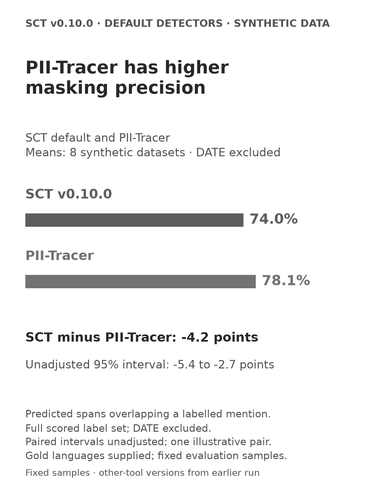 SCT v0.10.0 · DEFAULT DETECTORS · SYNTHETIC DATA
PII-Tracer has higher
masking precision
SCT default and PII-Tracer
Means: 8 synthetic datasets · DATE excluded
SCT v0.10.0
74.0%
PII-Tracer
78.1%
SCT minus PII-Tracer: -4.2 points
Unadjusted 95% interval: -5.4 to -2.7 points
Predicted spans overlapping a labelled mention.
Full scored label set; DATE excluded.
Paired intervals unadjusted; one illustrative pair.
Gold languages supplied; fixed evaluation samples.
Fixed samples · other-tool versions from earlier run